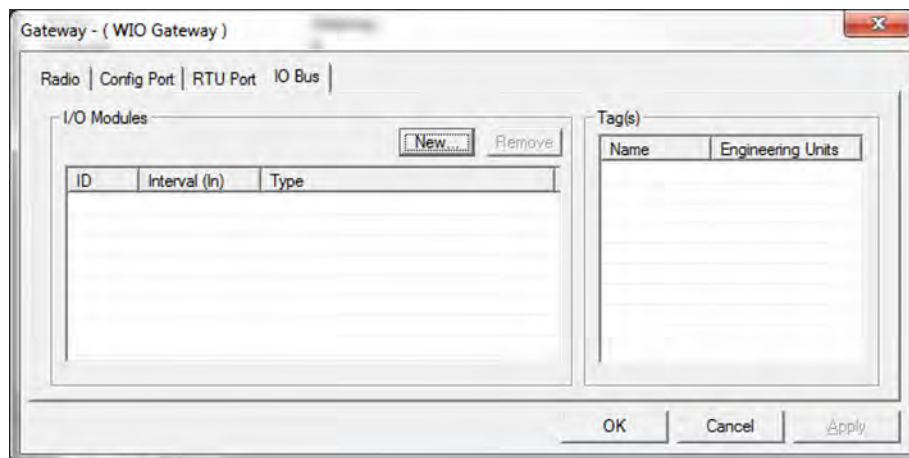 Gateway - ( WIO Gateway )
Radio Config Port RTU Port IO Bus
I/O Modules
New... Remove
ID Interval (In) Type
Tag(s)
Name Engineering Units
OK Cancel Apply